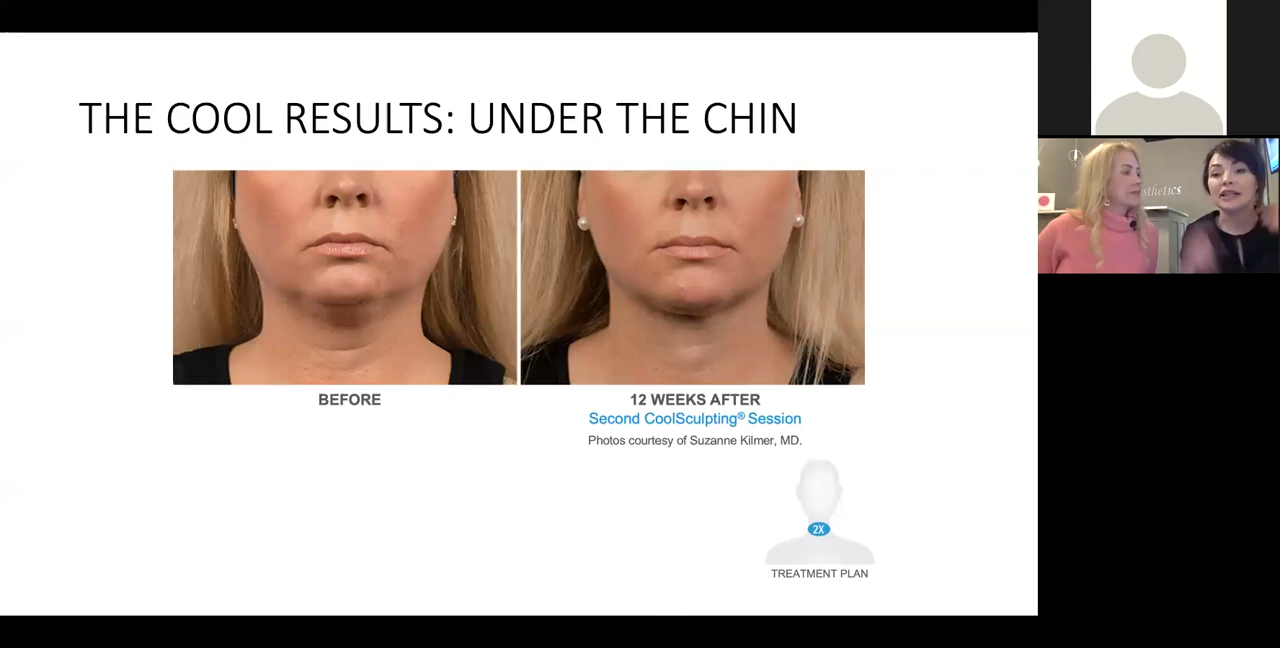 THE COOL RESULTS: UNDER THE CHIN
BEFORE
12 WEEKS AFTER
Second CoolSculpting® Session
Photos courtesy of Suzanne Kilmer, MD.
2X
TREATMENT PLAN